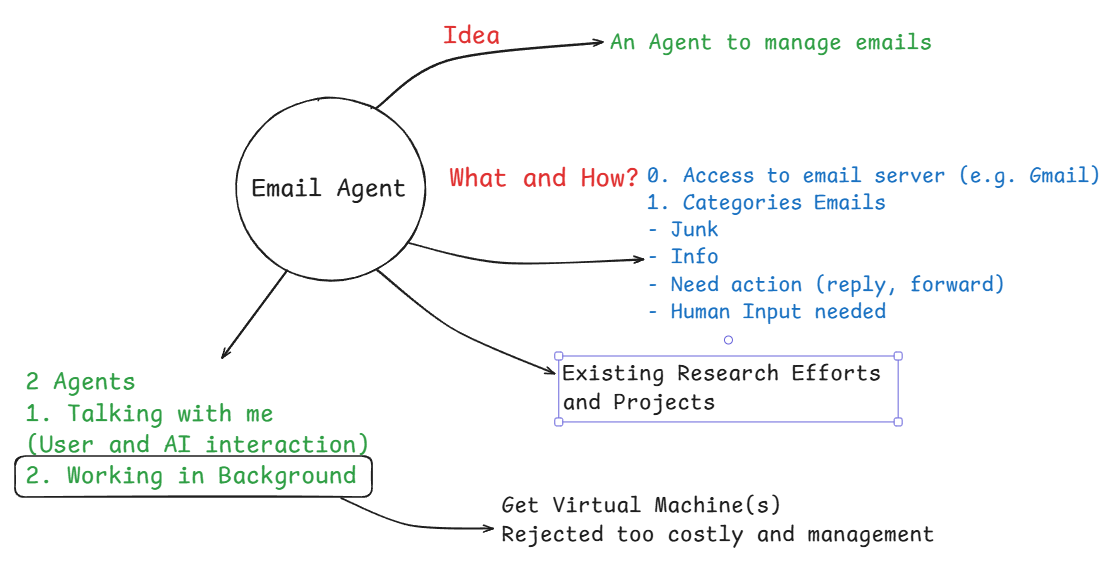 Idea
An Agent to manage emails
Email Agent
What and How?
0. Access to email server (e.g. Gmail)
1. Categories Emails
- Junk
- Info
- Need action (reply, forward)
- Human Input needed
Existing Research Efforts
and Projects
2 Agents
1. Talking with me
(User and AI interaction)
2. Working in Background
Get Virtual Machine(s)
Rejected too costly and management